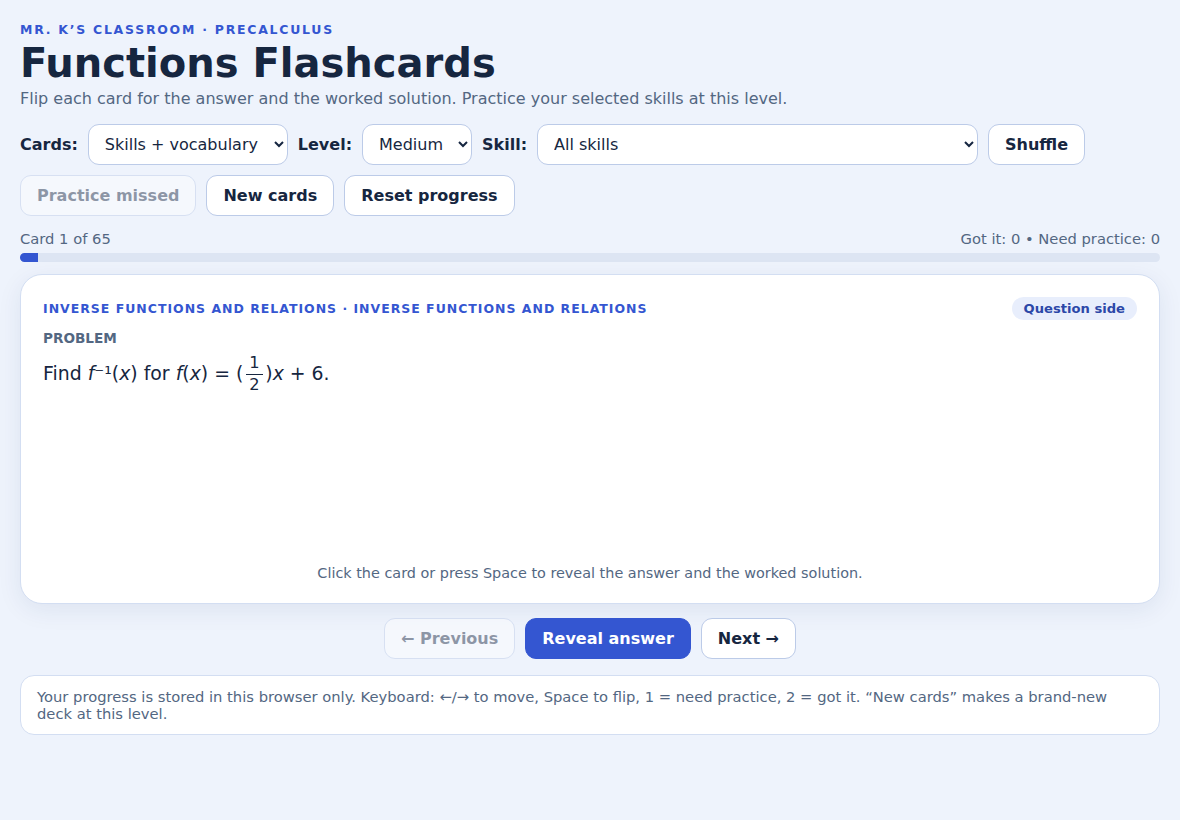 MR. K’S CLASSROOM · PRECALCULUS
Functions Flashcards
Flip each card for the answer and the worked solution. Practice your selected skills at this level.
Cards: Skills + vocabulary Level: Medium Skill: All skills Shuffle
Practice missed New cards Reset progress
Card 1 of 65 Got it: 0 • Need practice: 0
INVERSE FUNCTIONS AND RELATIONS · INVERSE FUNCTIONS AND RELATIONS Question side
PROBLEM
Find f⁻¹(x) for f(x) = (1/2)x + 6.
Click the card or press Space to reveal the answer and the worked solution.
← Previous Reveal answer Next →
Your progress is stored in this browser only. Keyboard: ←/→ to move, Space to flip, 1 = need practice, 2 = got it. “New cards” makes a brand-new
deck at this level.